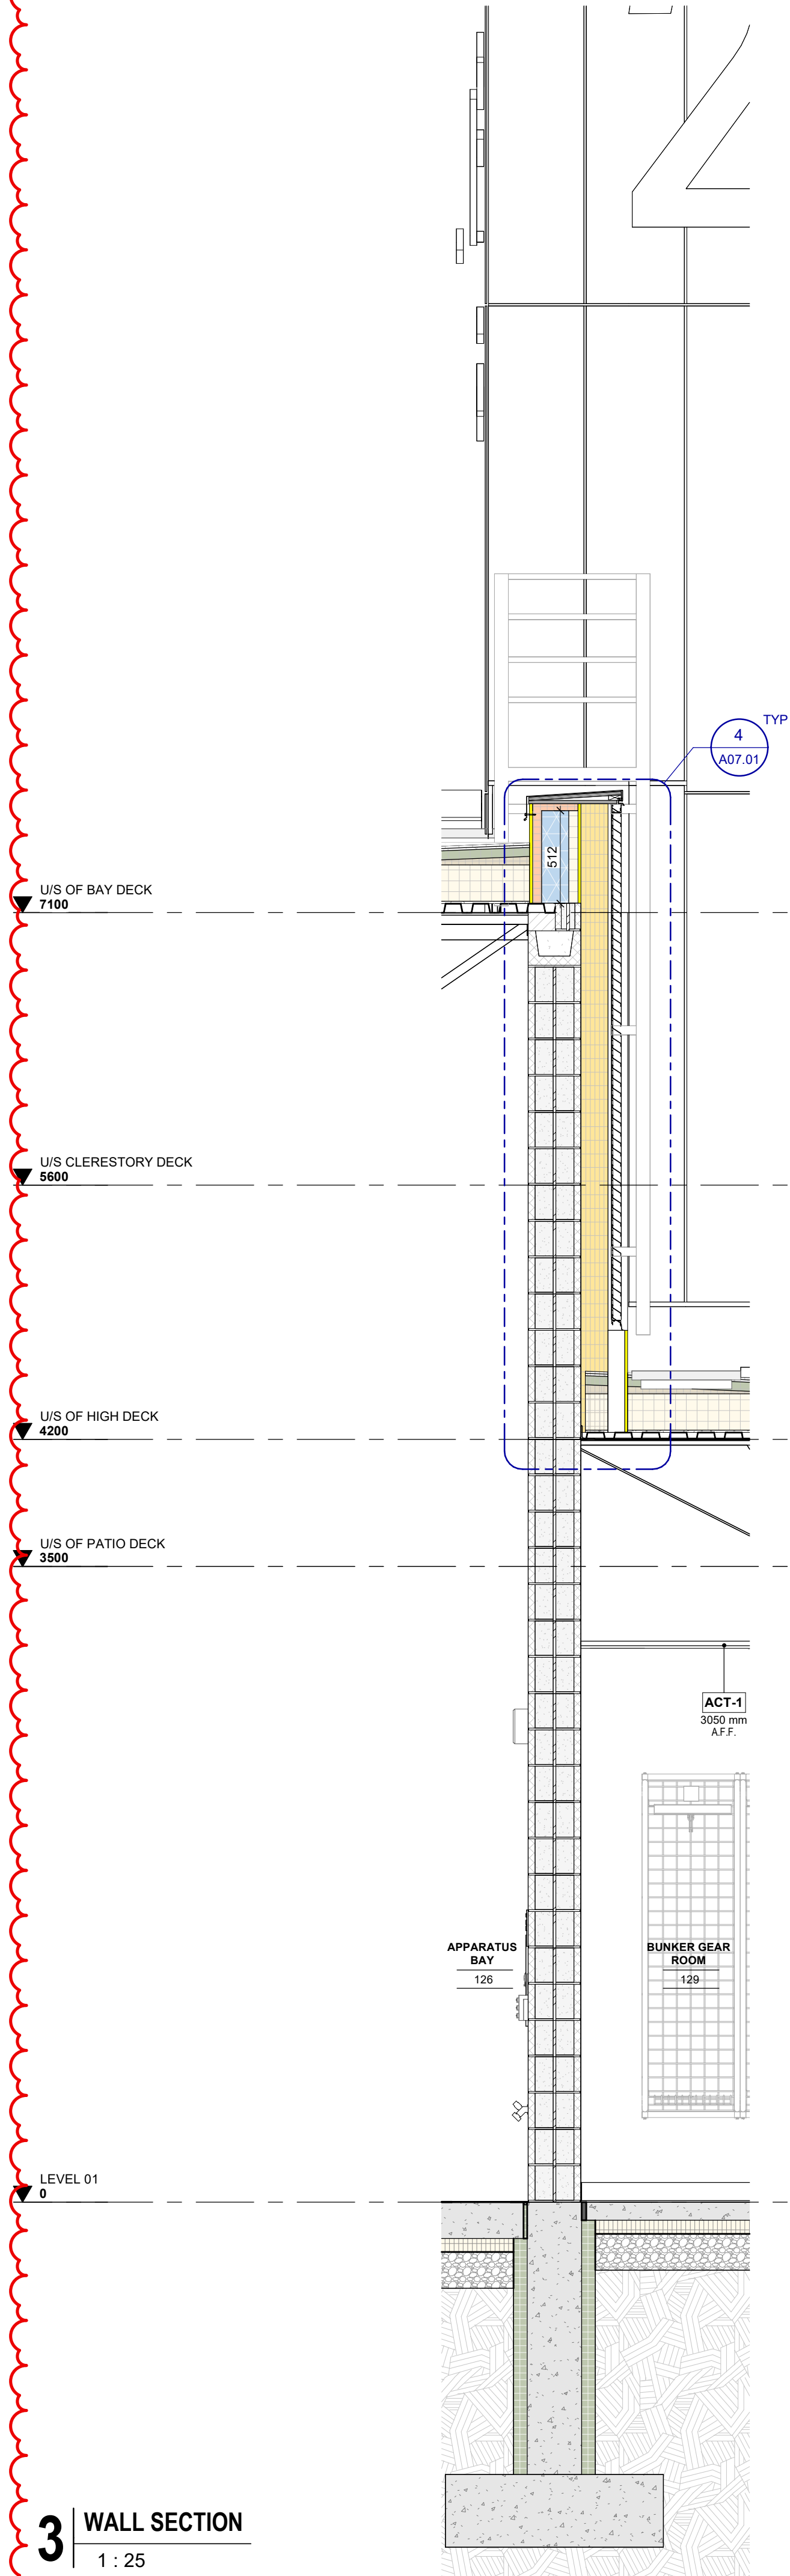 TYP
4
A07.01
512
U/S OF BAY DECK
7100
U/S CLERESTORY DECK
5600
U/S OF HIGH DECK
4200
U/S OF PATIO DECK
3500
ACT-1
3050 mm
A.F.F.
APPARATUS
BAY
126
BUNKER GEAR
ROOM
129
LEVEL 01
0
3
WALL SECTION
1 : 25